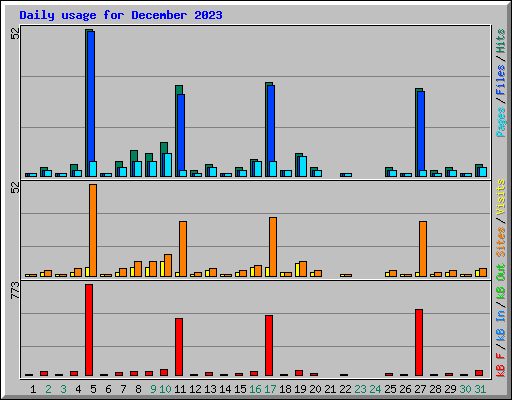 Daily usage for December 2023
52
Pages / Files / Hits
52
kB F / kB In / kB Out Sites / Visits
773
1 2 3 4 5 6 7 8 9 10 11 12 13 14 15 16 17 18 19 20 21 22 23 24 25 26 27 28 29 30 31